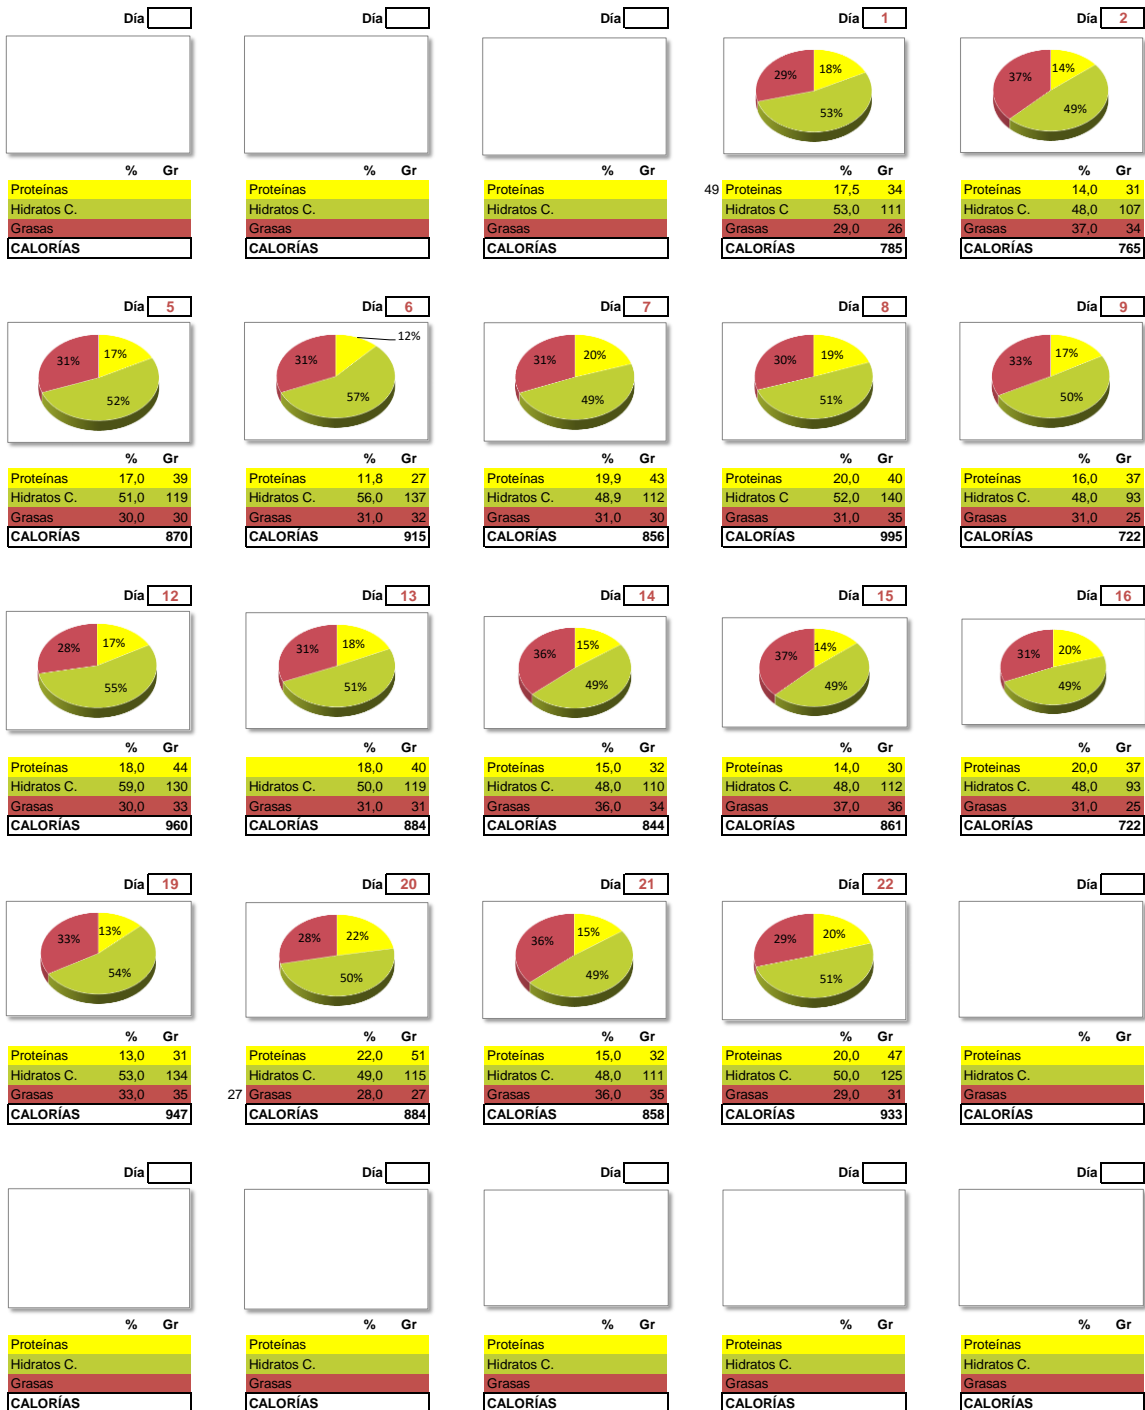 Día
Día
Día
Día 1
Día 2
29% 18% 53%
37% 14% 49%
% Gr
% Gr
% Gr
% Gr
% Gr
Proteínas
Proteínas
Proteínas
49 Proteinas 17,5 34
Proteínas 14,0 31
Hidratos C.
Hidratos C.
Hidratos C.
Hidratos C 53,0 111
Hidratos C. 48,0 107
Grasas
Grasas
Grasas
Grasas 29,0 26
Grasas 37,0 34
CALORÍAS
CALORÍAS
CALORÍAS
CALORÍAS 785
CALORÍAS 765
Día 5
Día 6
Día 7
Día 8
Día 9
31% 17% 52%
31% 12% 57%
31% 20% 49%
30% 19% 51%
33% 17% 50%
% Gr
% Gr
% Gr
% Gr
% Gr
Proteínas 17,0 39
Proteínas 11,8 27
Proteínas 19,9 43
Proteinas 20,0 40
Proteínas 16,0 37
Hidratos C. 51,0 119
Hidratos C. 56,0 137
Hidratos C. 48,9 112
Hidratos C 52,0 140
Hidratos C. 48,0 93
Grasas 30,0 30
Grasas 31,0 32
Grasas 31,0 30
Grasas 31,0 35
Grasas 31,0 25
CALORÍAS 870
CALORÍAS 915
CALORÍAS 856
CALORÍAS 995
CALORÍAS 722
Día 12
Día 13
Día 14
Día 15
Día 16
28% 17% 55%
31% 18% 51%
36% 15% 49%
37% 14% 49%
31% 20% 49%
% Gr
% Gr
% Gr
% Gr
% Gr
Proteínas 18,0 44
18,0 40
Proteínas 15,0 32
Proteínas 14,0 30
Proteínas 20,0 37
Hidratos C. 59,0 130
Hidratos C. 50,0 119
Hidratos C. 48,0 110
Hidratos C. 48,0 112
Hidratos C. 48,0 93
Grasas 30,0 33
Grasas 31,0 31
Grasas 36,0 34
Grasas 37,0 36
Grasas 31,0 25
CALORÍAS 960
CALORÍAS 884
CALORÍAS 844
CALORÍAS 861
CALORÍAS 722
Día 19
Día 20
Día 21
Día 22
Día
33% 13% 54%
28% 22% 50%
36% 15% 49%
29% 20% 51%
% Gr
% Gr
% Gr
% Gr
% Gr
Proteínas 13,0 31
Proteínas 22,0 51
Proteínas 15,0 32
Proteinas 20,0 47
Proteínas
Hidratos C. 53,0 134
Hidratos C. 49,0 115
Hidratos C. 48,0 111
Hidratos C. 50,0 125
Hidratos C.
Grasas 33,0 35
27 Grasas 28,0 27
Grasas 36,0 35
Grasas 29,0 31
Grasas
CALORÍAS 947
CALORÍAS 884
CALORÍAS 858
CALORÍAS 933
CALORÍAS
Día
Día
Día
Día
Día
% Gr
% Gr
% Gr
% Gr
% Gr
Proteínas
Proteínas
Proteínas
Proteinas
Proteínas
Hidratos C.
Hidratos C.
Hidratos C.
Hidratos C.
Hidratos C.
Grasas
Grasas
Grasas
Grasas
Grasas
CALORÍAS
CALORÍAS
CALORÍAS
CALORÍAS
CALORÍAS